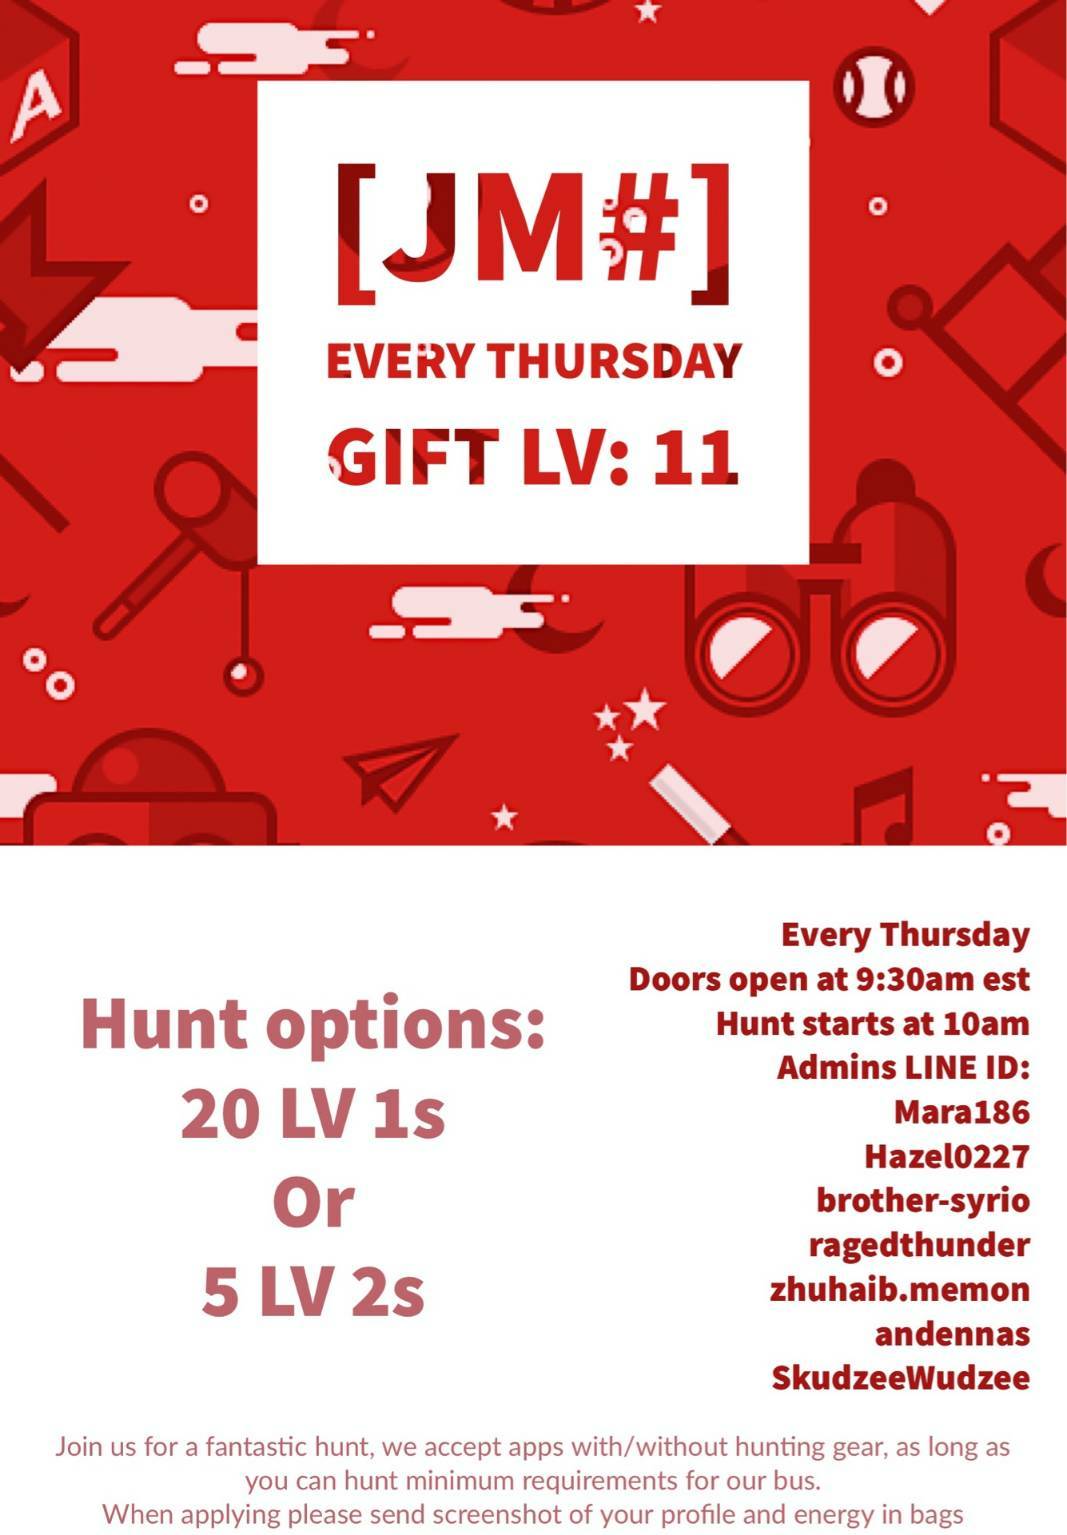 A
[JM#]
EVERY THURSDAY
GIFT LV: 11
Hunt options:
20 LV 1s
Or
5 LV 2s
Every Thursday
Doors open at 9:30am est
Hunt starts at 10am
Admins LINE ID:
Mara186
Hazel0227
brother-syrio
ragedthunder
zhuhaib.memon
andennas
SkudzeeWudzee
Join us for a fantastic hunt, we accept apps with/without hunting gear, as long as
you can hunt minimum requirements for our bus.
When applying please send screenshot of your profile and energy in bags